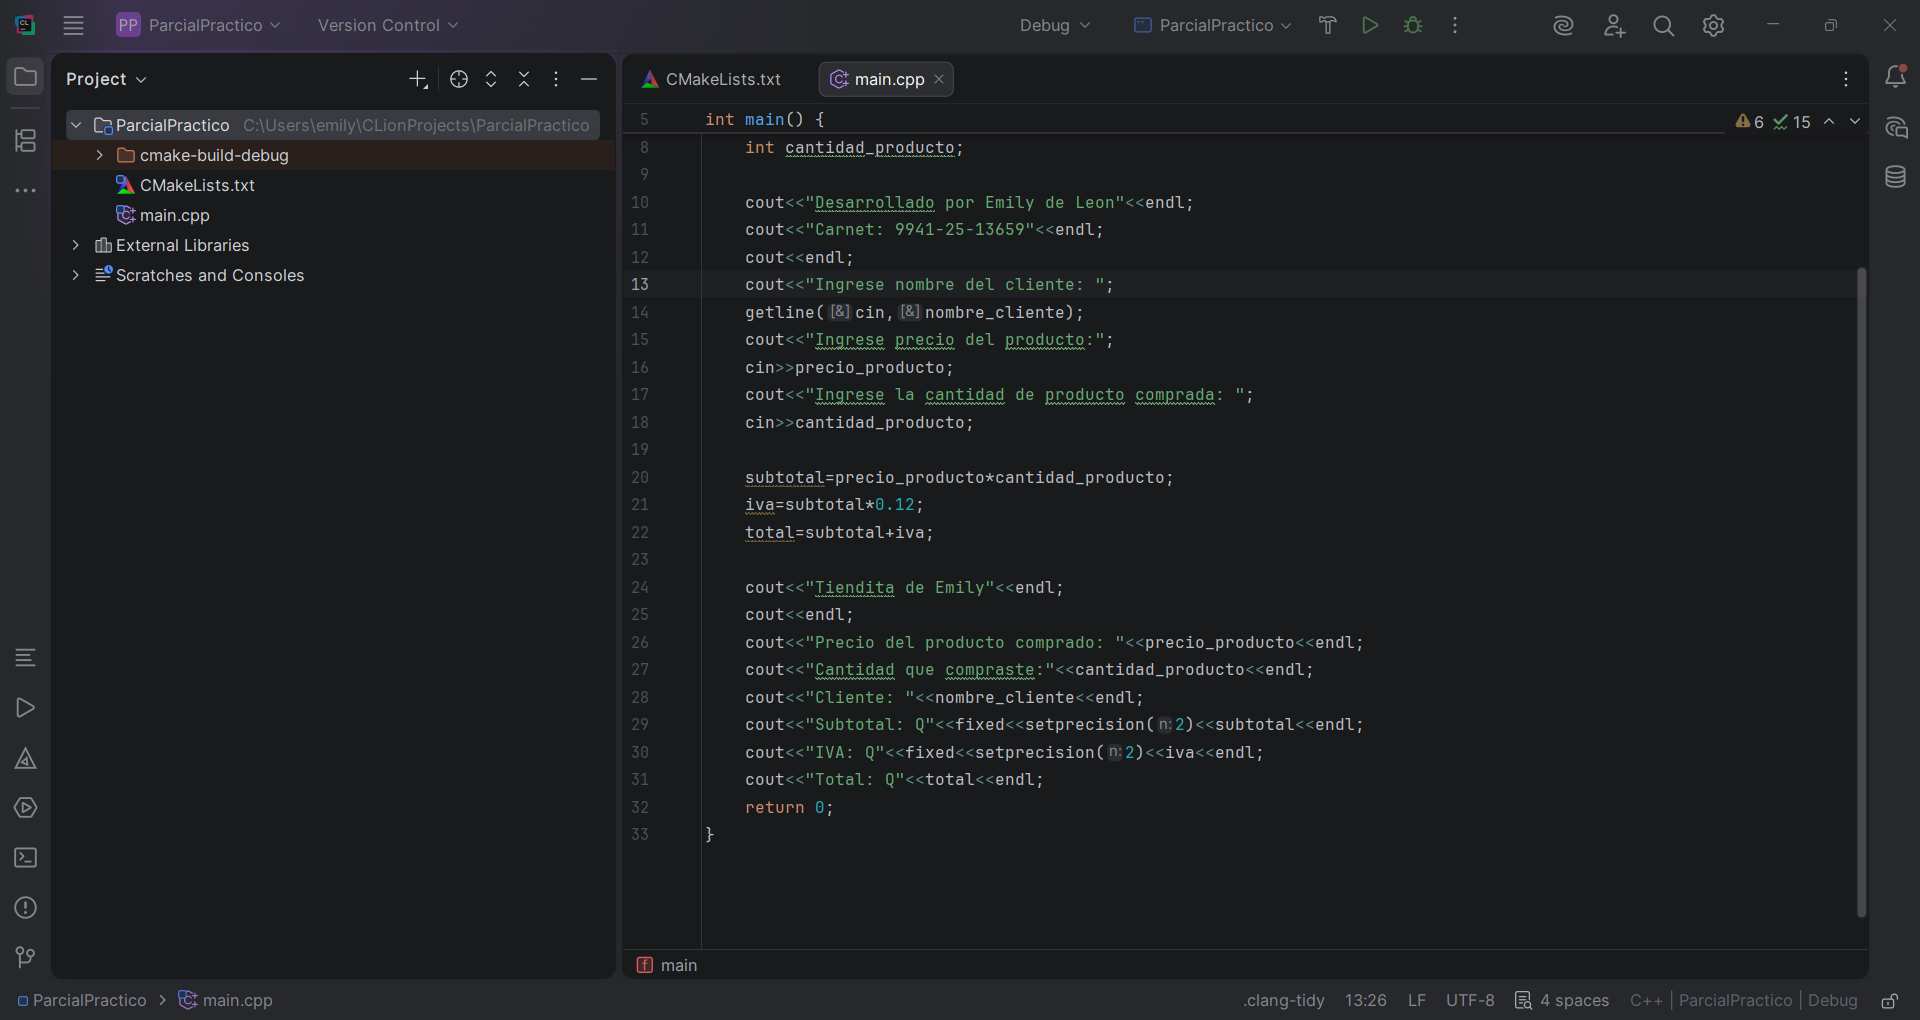 PP ParcialPractico Version Control Debug ParcialPractico
Project
CMakeLists.txt main.cpp
ParcialPractico C:\Users\emily\CLionProjects\ParcialPractico
cmake-build-debug
CMakeLists.txt
main.cpp
External Libraries
Scratches and Consoles
5 int main() {
6 15
8 int cantidad_producto;
9
10 cout<<"Desarrollado por Emily de Leon"<<endl;
11 cout<<"Carnet: 9941-25-13659"<<endl;
12 cout<<endl;
13 cout<<"Ingrese nombre del cliente: ";
14 getline([&]cin,[&]nombre_cliente);
15 cout<<"Ingrese precio del producto:";
16 cin>>precio_producto;
17 cout<<"Ingrese la cantidad de producto comprada: ";
18 cin>>cantidad_producto;
19
20 subtotal=precio_producto*cantidad_producto;
21 iva=subtotal*0.12;
22 total=subtotal+iva;
23
24 cout<<"Tiendita de Emily"<<endl;
25 cout<<endl;
26 cout<<"Precio del producto comprado: "<<precio_producto<<endl;
27 cout<<"Cantidad que compraste:"<<cantidad_producto<<endl;
28 cout<<"Cliente: "<<nombre_cliente<<endl;
29 cout<<"Subtotal: Q"<<fixed<<setprecision(n:2)<<subtotal<<endl;
30 cout<<"IVA: Q"<<fixed<<setprecision(n:2)<<iva<<endl;
31 cout<<"Total: Q"<<total<<endl;
32 return 0;
33 }
f main
ParcialPractico > main.cpp
.clang-tidy 13:26 LF UTF-8 4 spaces C++ | ParcialPractico | Debug